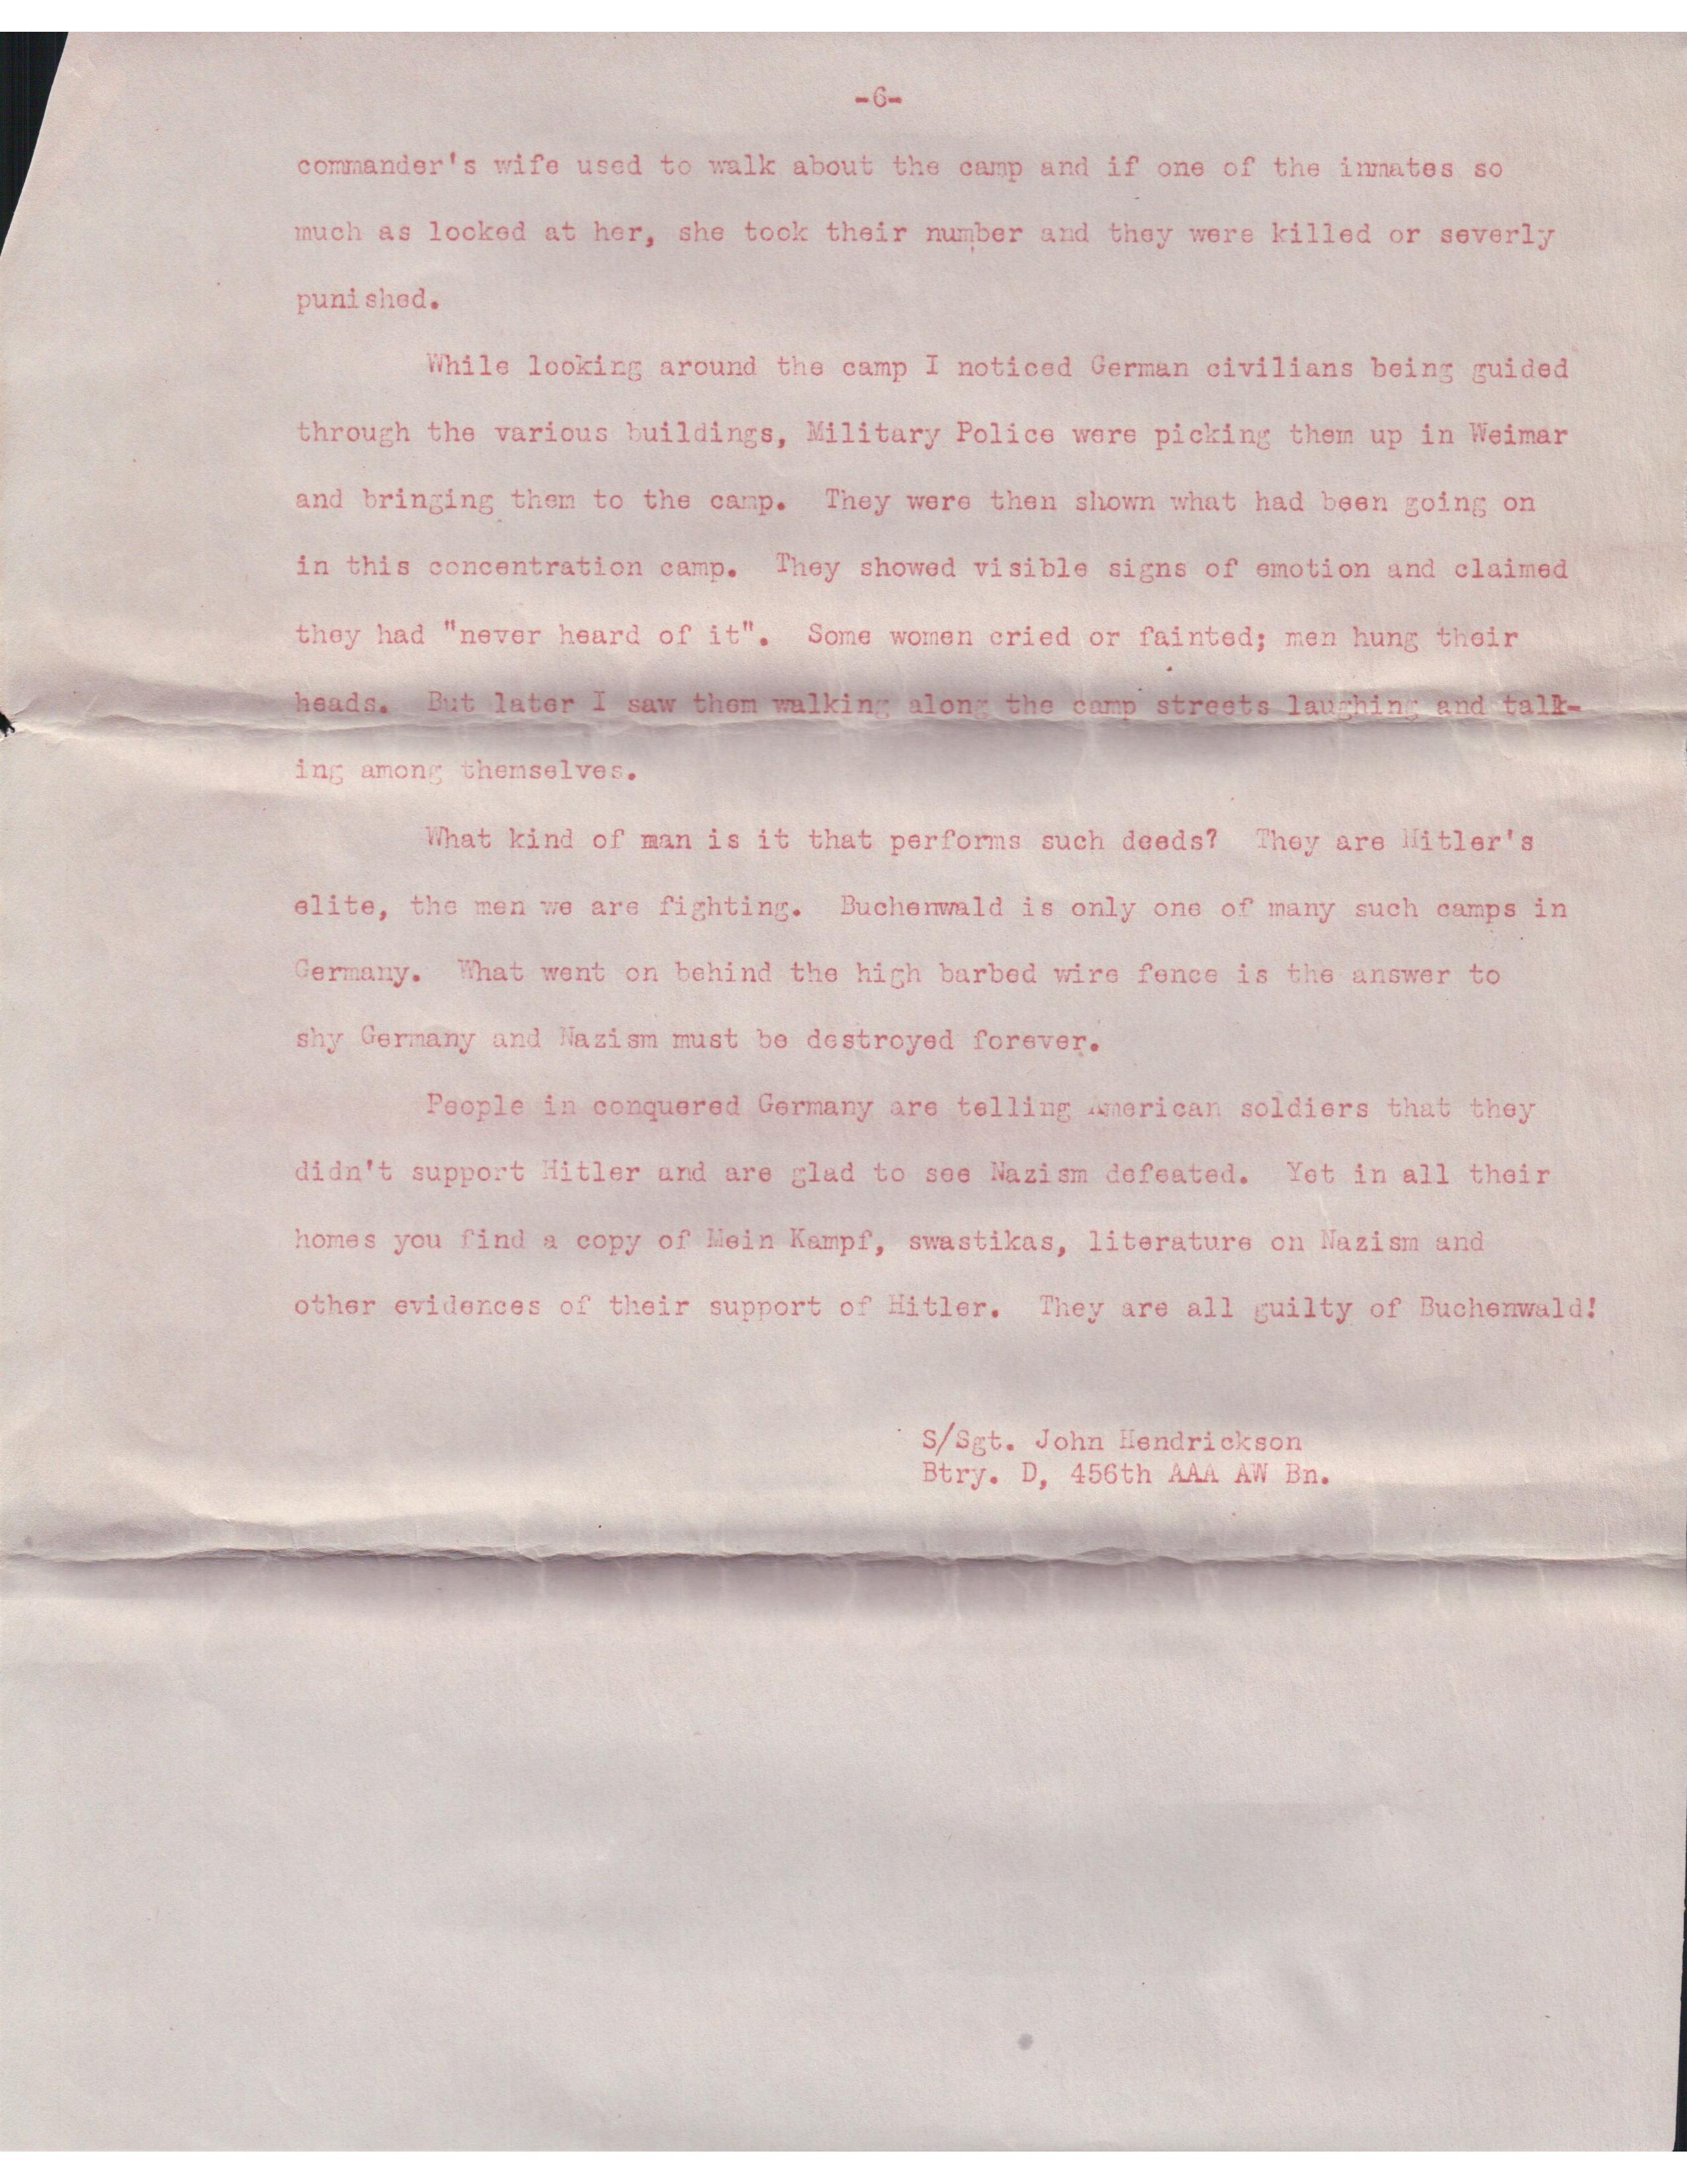 -6-
commander's wife used to walk about the camp and if one of the inmates so
much as looked at her, she took their number and they were killed or severly
punished.
While looking around the camp I noticed German civilians being guided
through the various buildings, Military Police were picking them up in Weimar
and bringing them to the camp. They were then shown what had been going on
in this concentration camp. They showed visible signs of emotion and claimed
they had "never heard of it". Some women cried or fainted; men hung their
heads. But later I saw them walking along the camp streets laughing and talk-
ing among themselves.
What kind of man is it that performs such deeds? They are Hitler's
elite, the men we are fighting. Buchenwald is only one of many such camps in
Germany. What went on behind the high barbed wire fence is the answer to
shy Germany and Nazism must be destroyed forever.
People in conquered Germany are telling American soldiers that they
didn't support Hitler and are glad to see Nazism defeated. Yet in all their
homes you find a copy of Mein Kampf, swastikas, literature on Nazism and
other evidences of their support of Hitler. They are all guilty of Buchenwald!
S/Sgt. John Hendrickson
Btry. D, 456th AAA AW Bn.